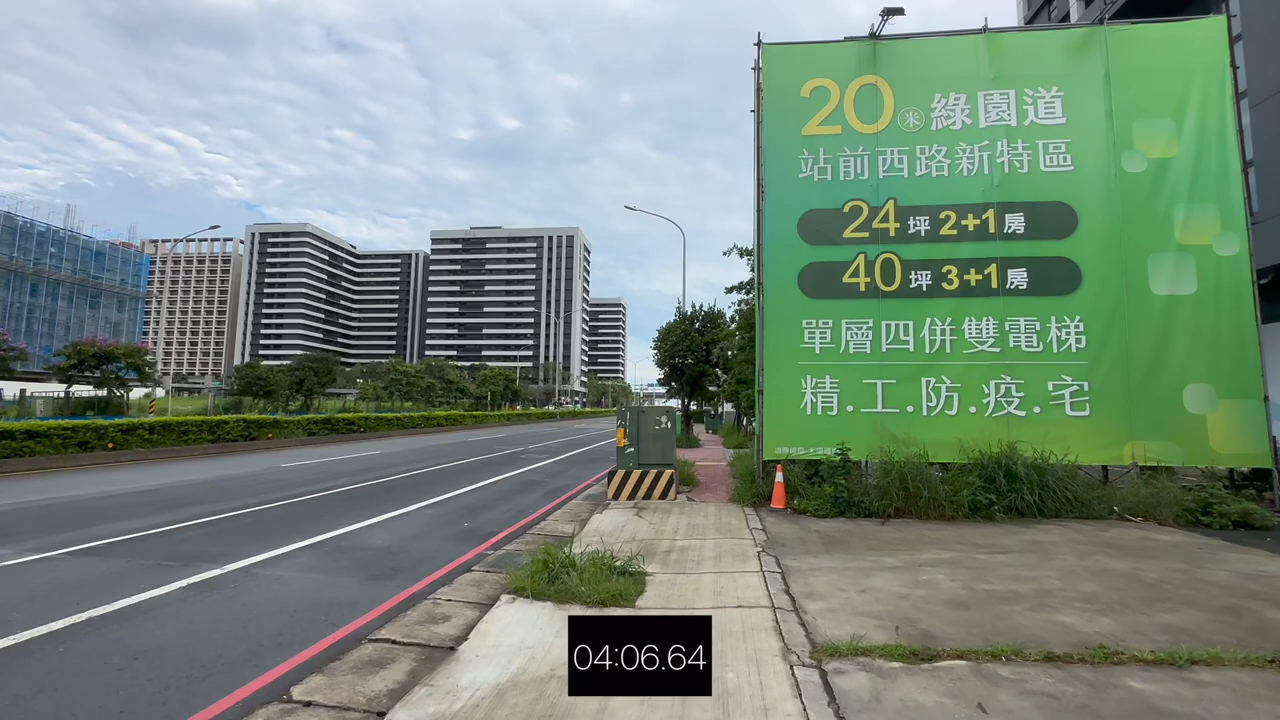 20㊍綠園道
站前西路新特區
24坪 2+1房
40坪 3+1房
單層四併雙電梯
精.工.防.疫.宅
04:06.64